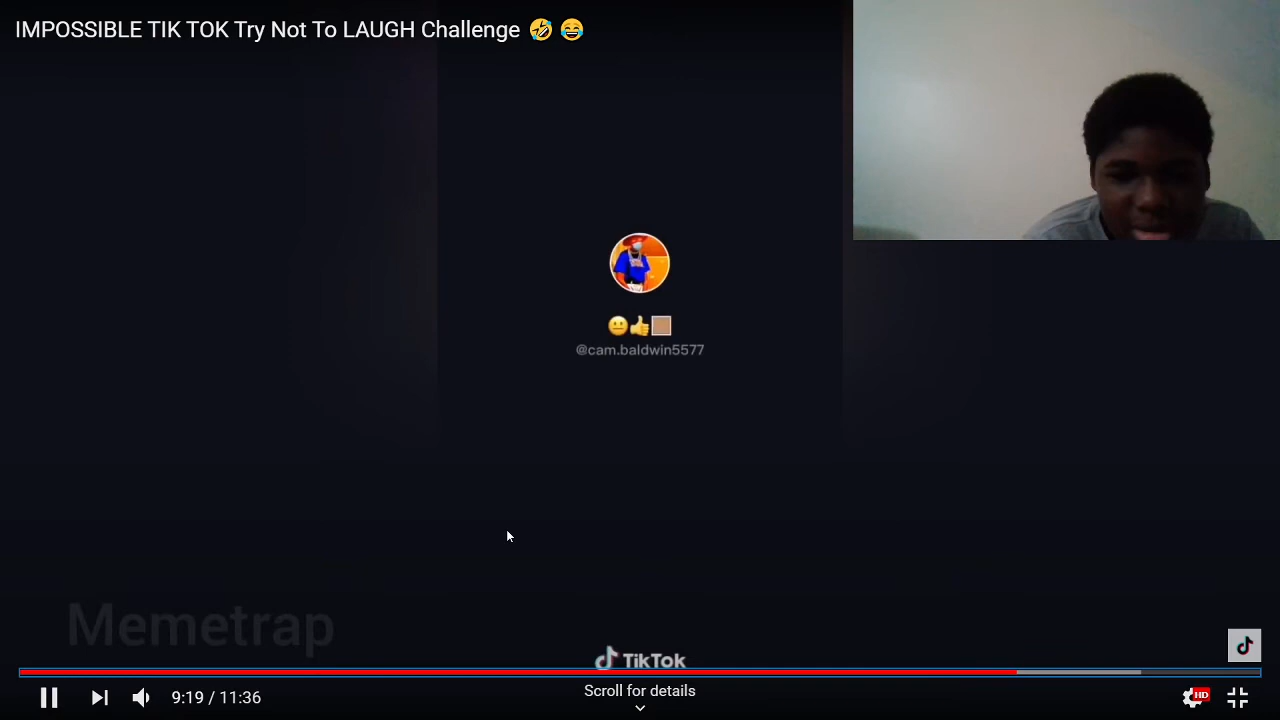 IMPOSSIBLE TIK TOK Try Not To LAUGH Challenge 🤣 😂
😐👍🏽
@cam.baldwin5577
Memetrap
TikTok
Scroll for details
9:19 / 11:36
HD